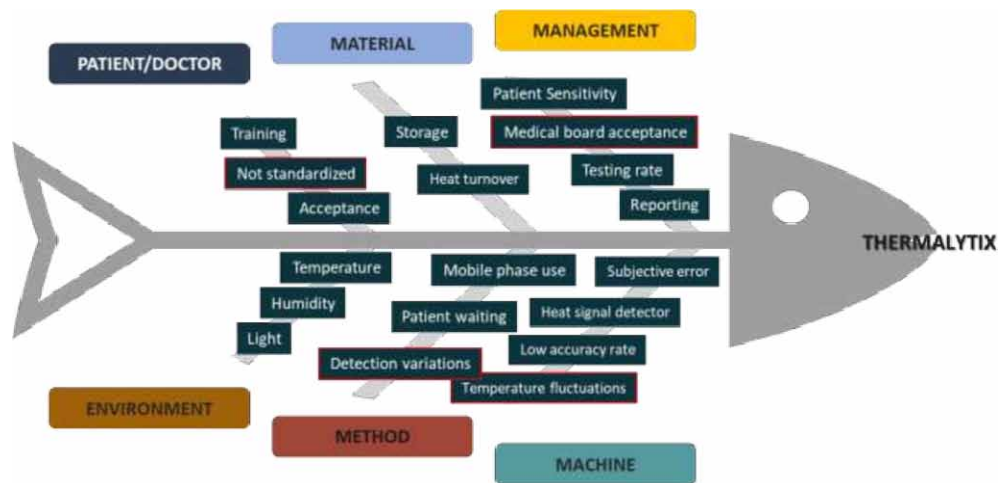 PATIENT/DOCTOR
MATERIAL
MANAGEMENT
Training
Not standardized
Acceptance
Storage
Heat turnover
Patient Sensitivity
Medical board acceptance
Testing rate
Reporting
THERMALYTIX
Temperature
Humidity
Light
Mobile phase use
Patient waiting
Detection variations
Subjective error
Heat signal detector
Low accuracy rate
Temperature fluctuations
ENVIRONMENT
METHOD
MACHINE